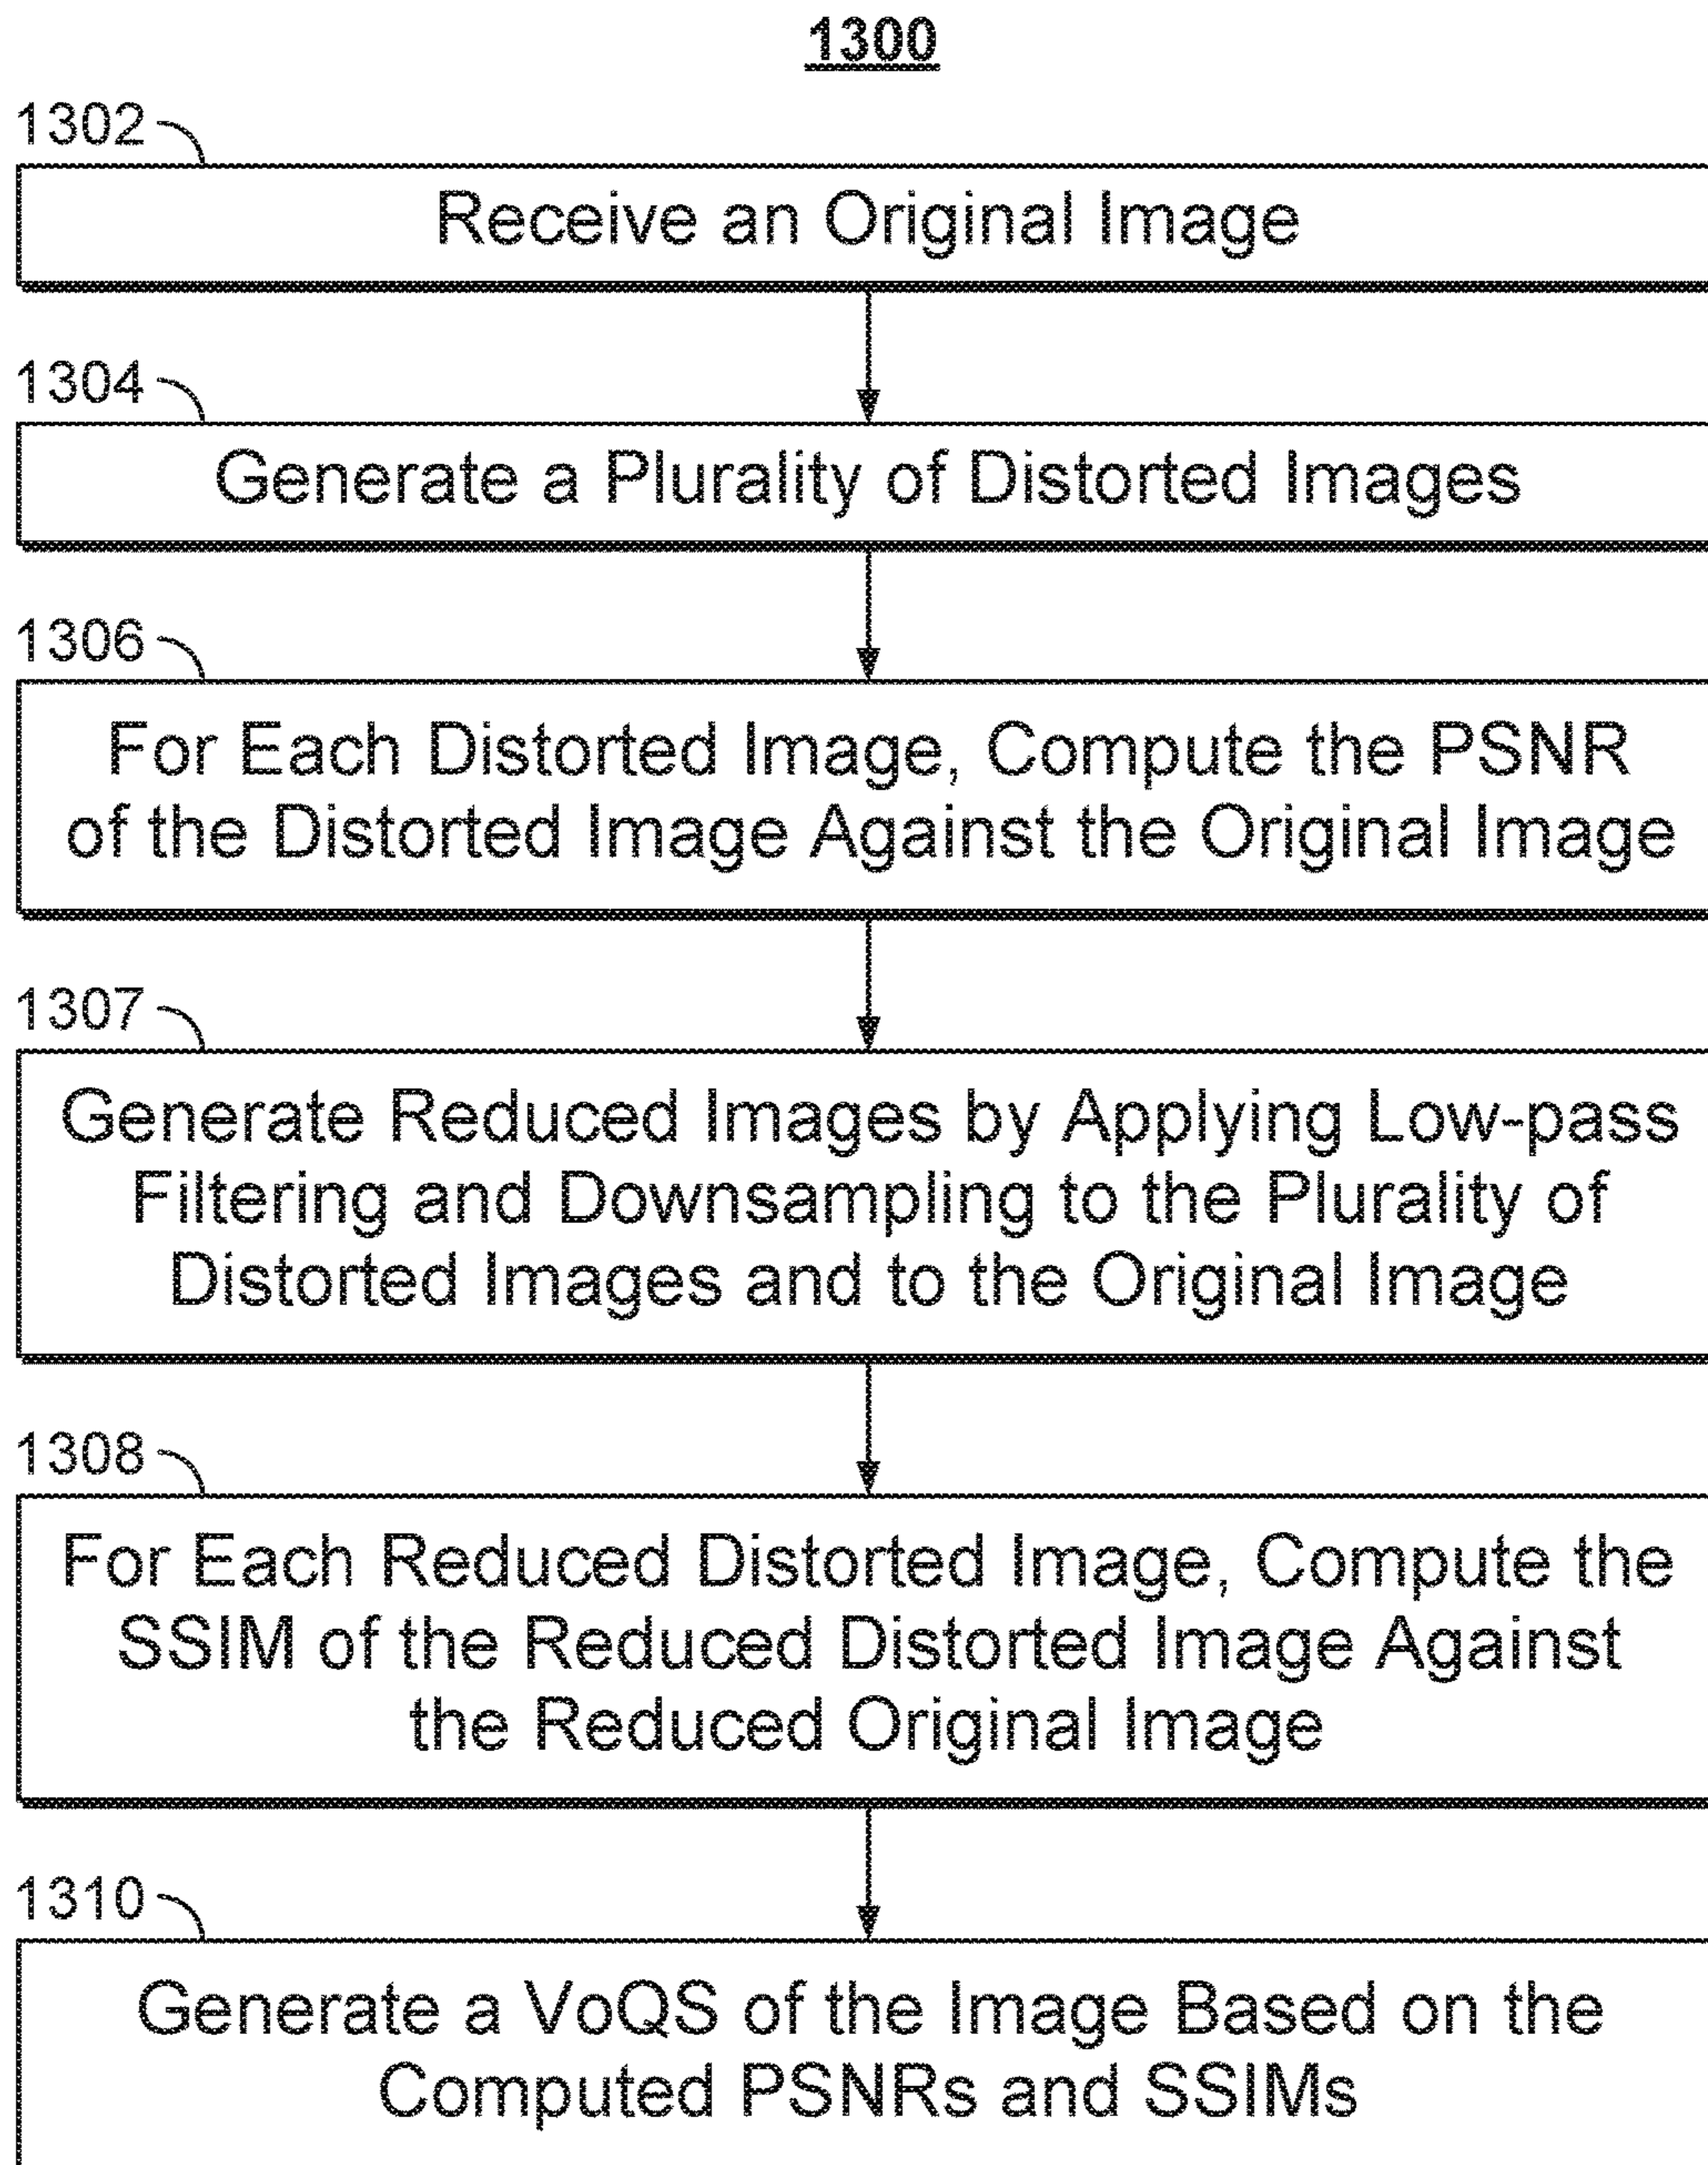 1300
1302
Receive an Original Image
1304
Generate a Plurality of Distorted Images
1306
For Each Distorted Image, Compute the PSNR
of the Distorted Image Against the Original Image
1307
Generate Reduced Images by Applying Low-pass
Filtering and Downsampling to the Plurality of
Distorted Images and to the Original Image
1308
For Each Reduced Distorted Image, Compute the
SSIM of the Reduced Distorted Image Against
the Reduced Original Image
1310
Generate a VoQS of the Image Based on the
Computed PSNRs and SSIMs